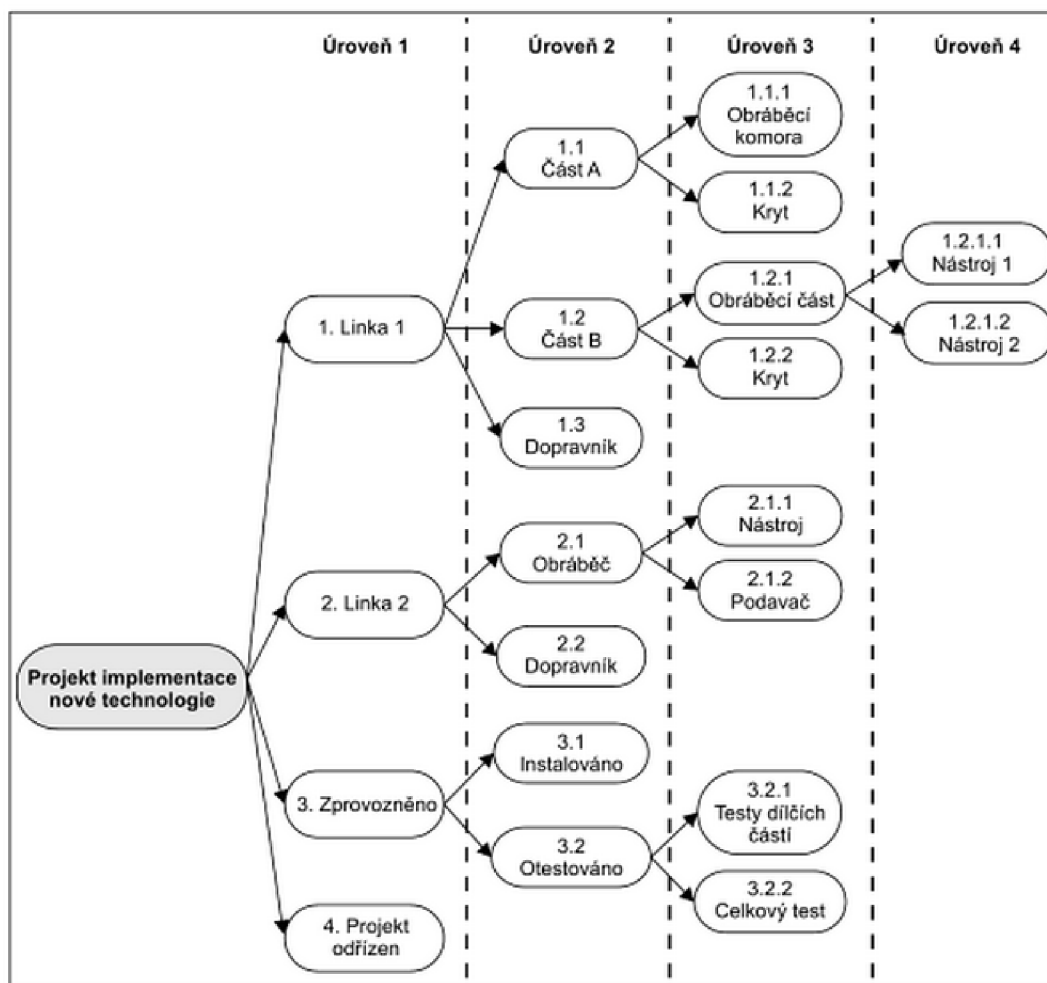 Úroveň 1
Úroveň 2
Úroveň 3
Úroveň 4
Projekt implementace
nové technologie
1. Linka 1
1.1
Část A
1.1.1
Obráběcí
komora
1.1.2
Kryt
1.2
Část B
1.2.1
Obráběcí část
1.2.1.1
Nástroj 1
1.2.1.2
Nástroj 2
1.2.2
Kryt
1.3
Dopravník
2. Linka 2
2.1
Obráběč
2.1.1
Nástroj
2.1.2
Podavač
2.2
Dopravník
3. Zprovozněno
3.1
Instalováno
3.2
Otestováno
3.2.1
Testy dílčích
částí
3.2.2
Celkový test
4. Projekt
odřízen